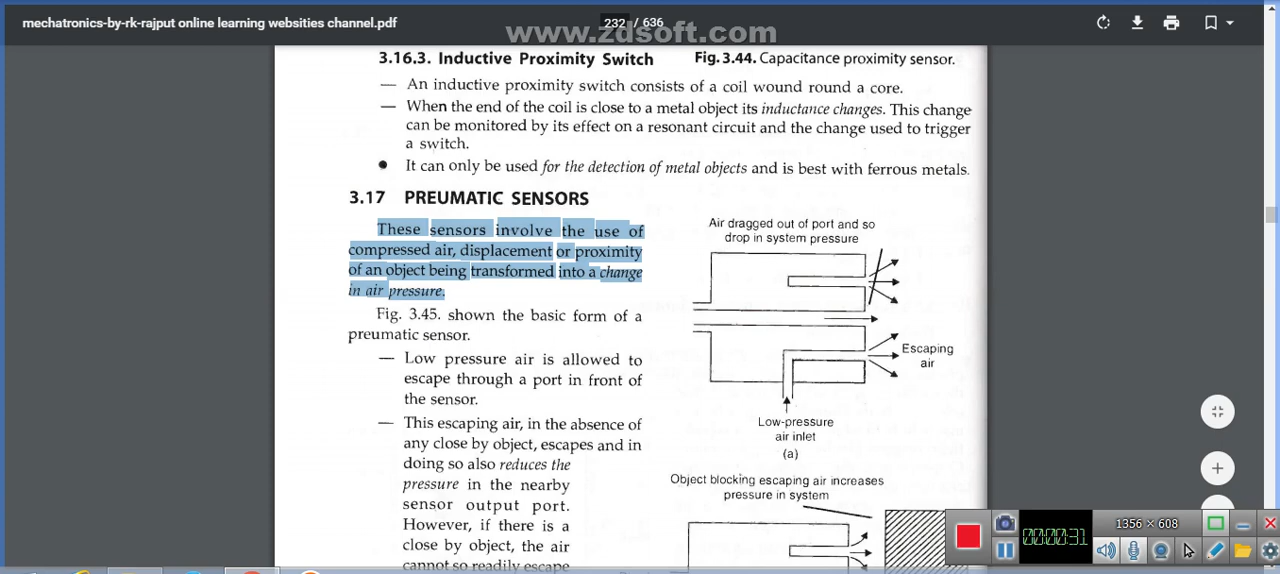 mechatronics-by-rk-rajput online learning websities channel.pdf
232 / 636
www.zdsoft.com
3.16.3. Inductive Proximity Switch
Fig. 3.44. Capacitance proximity sensor.
— An inductive proximity switch consists of a coil wound round a core.
— When the end of the coil is close to a metal object its inductance changes. This change
can be monitored by its effect on a resonant circuit and the change used to trigger
a switch.
● It can only be used for the detection of metal objects and is best with ferrous metals.
3.17 PREUMATIC SENSORS
These sensors involve the use of
compressed air, displacement or proximity
of an object being transformed into a change
in air pressure.
Fig. 3.45. shown the basic form of a
preumatic sensor.
— Low pressure air is allowed to
escape through a port in front of
the sensor.
— This escaping air, in the absence of
any close by object, escapes and in
doing so also reduces the
pressure in the nearby
sensor output port.
However, if there is a
close by object, the air
cannot so readily escape
Air dragged out of port and so
drop in system pressure
Escaping
air
Low-pressure
air inlet
(a)
Object blocking escaping air increases
pressure in system
1356 × 608
00:00:31